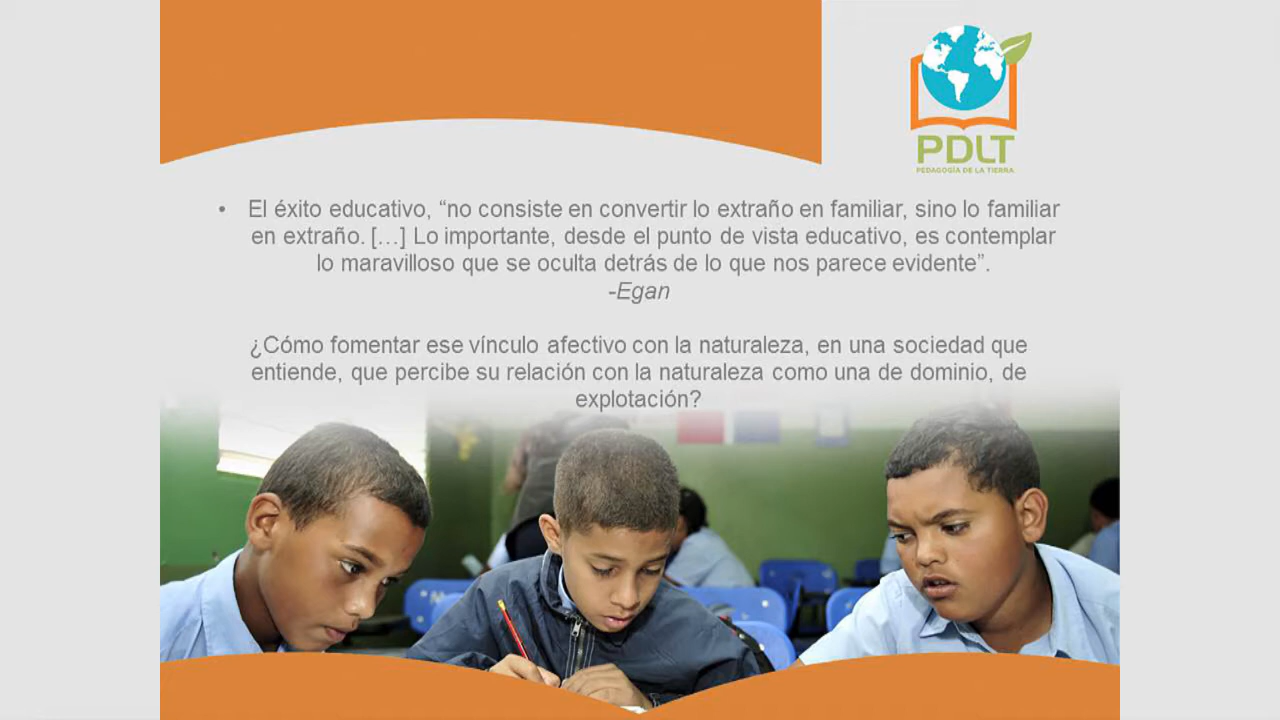 PDLT
PEDAGOGÍA DE LA TIERRA
• El éxito educativo, “no consiste en convertir lo extraño en familiar, sino lo familiar
en extraño. […] Lo importante, desde el punto de vista educativo, es contemplar
lo maravilloso que se oculta detrás de lo que nos parece evidente”.
-Egan
¿Cómo fomentar ese vínculo afectivo con la naturaleza, en una sociedad que
entiende, que percibe su relación con la naturaleza como una de dominio, de
explotación?